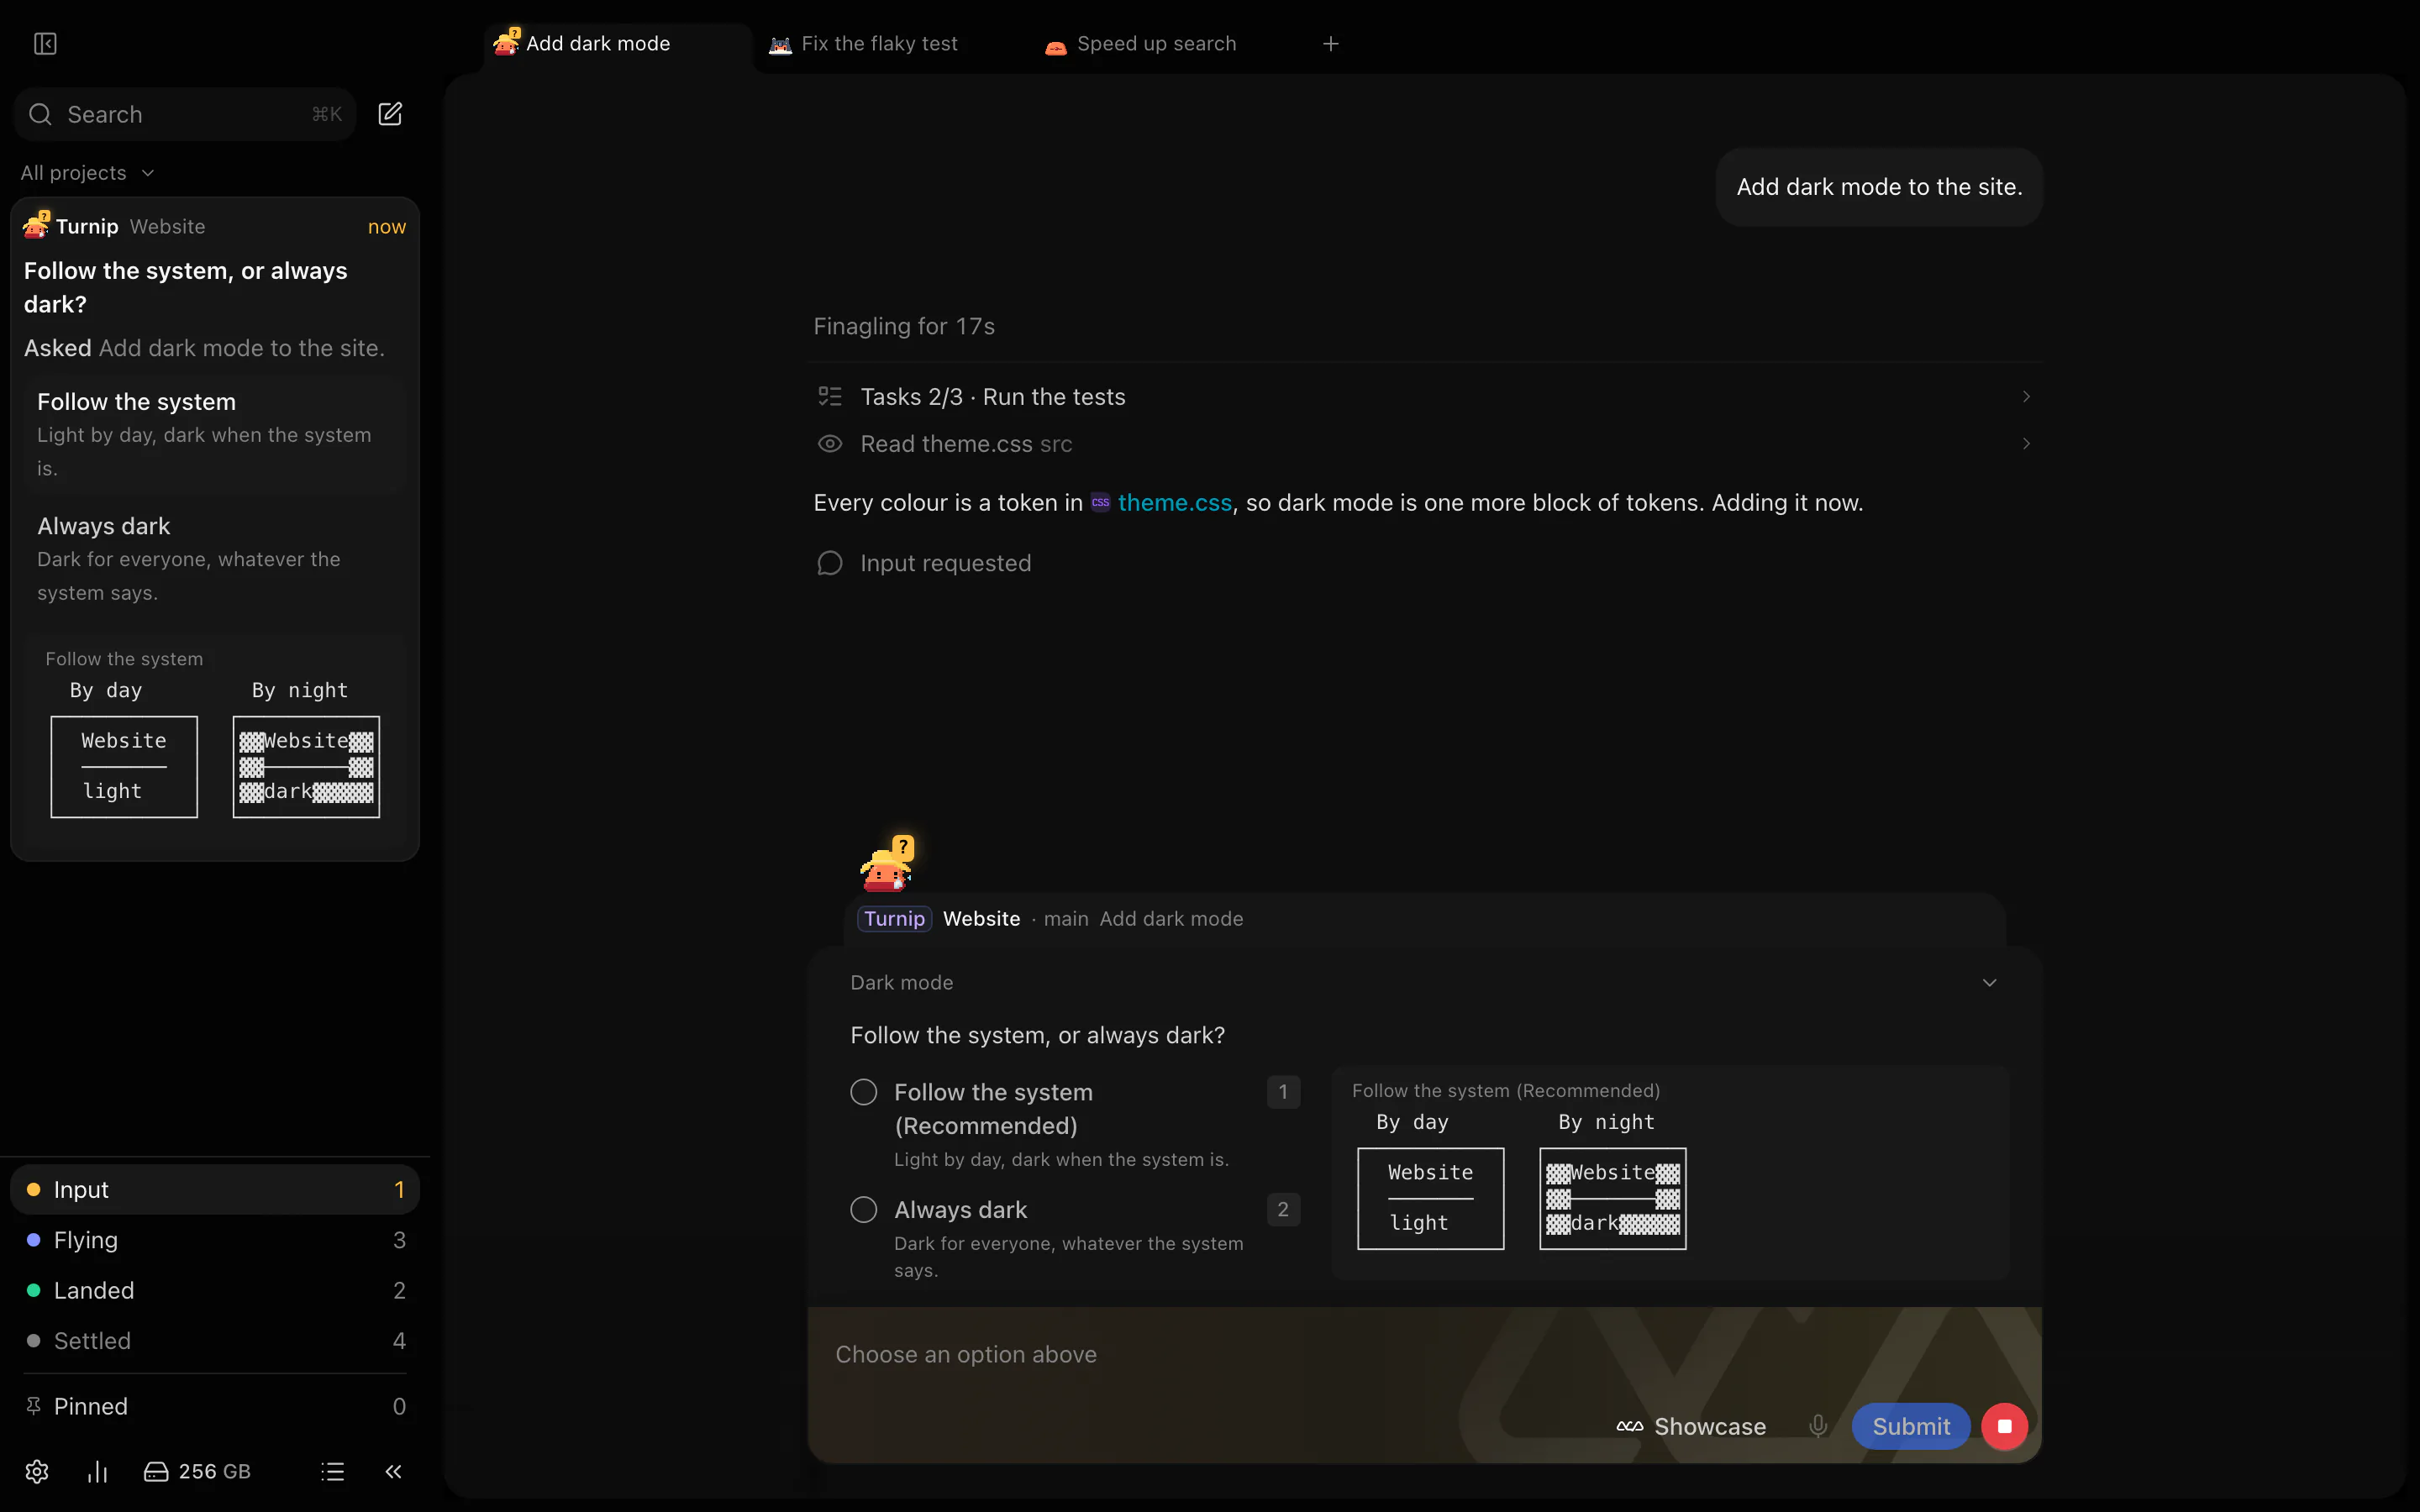 Add dark mode
Fix the flaky test
Speed up search
Search ⌘K
All projects
Turnip Website now
Follow the system, or always
dark?
Asked Add dark mode to the site.
Follow the system
Light by day, dark when the system
is.
Always dark
Dark for everyone, whatever the
system says.
Follow the system
By day By night
Website Website
light dark
Input 1
Flying 3
Landed 2
Settled 4
Pinned 0
256 GB
Add dark mode to the site.
Finagling for 17s
Tasks 2/3 · Run the tests
Read theme.css src
Every colour is a token in CSS theme.css, so dark mode is one more block of tokens. Adding it now.
Input requested
?
Turnip Website · main Add dark mode
Dark mode
Follow the system, or always dark?
Follow the system 1
(Recommended)
Light by day, dark when the system is.
Always dark 2
Dark for everyone, whatever the system
says.
Follow the system (Recommended)
By day By night
Website Website
light dark
Choose an option above
Showcase Submit